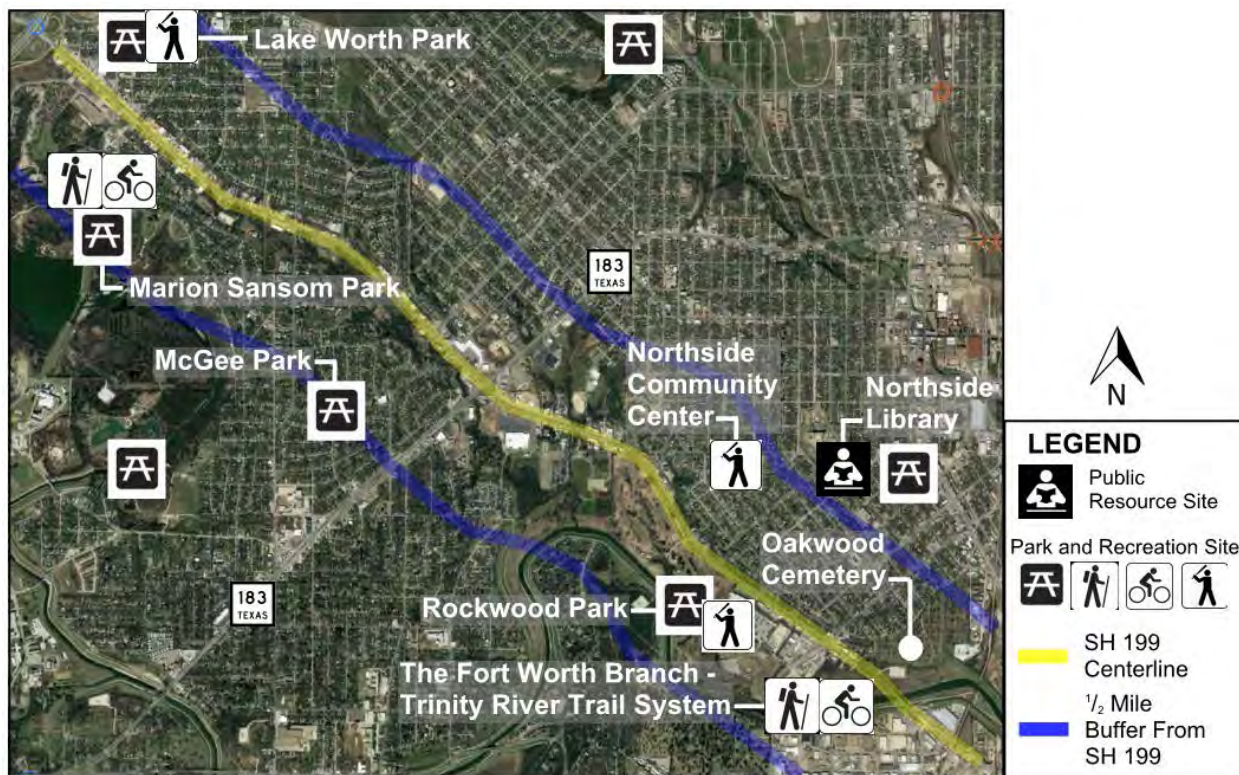 Lake Worth Park
Marion Sansom Park
183
TEXAS
McGee Park
Northside
Community
Center
Northside
Library
Oakwood
Cemetery
183
TEXAS
Rockwood Park
The Fort Worth Branch -
Trinity River Trail System
N
LEGEND
Public
Resource Site
Park and Recreation Site
SH 199
Centerline
1/2 Mile
Buffer From
SH 199